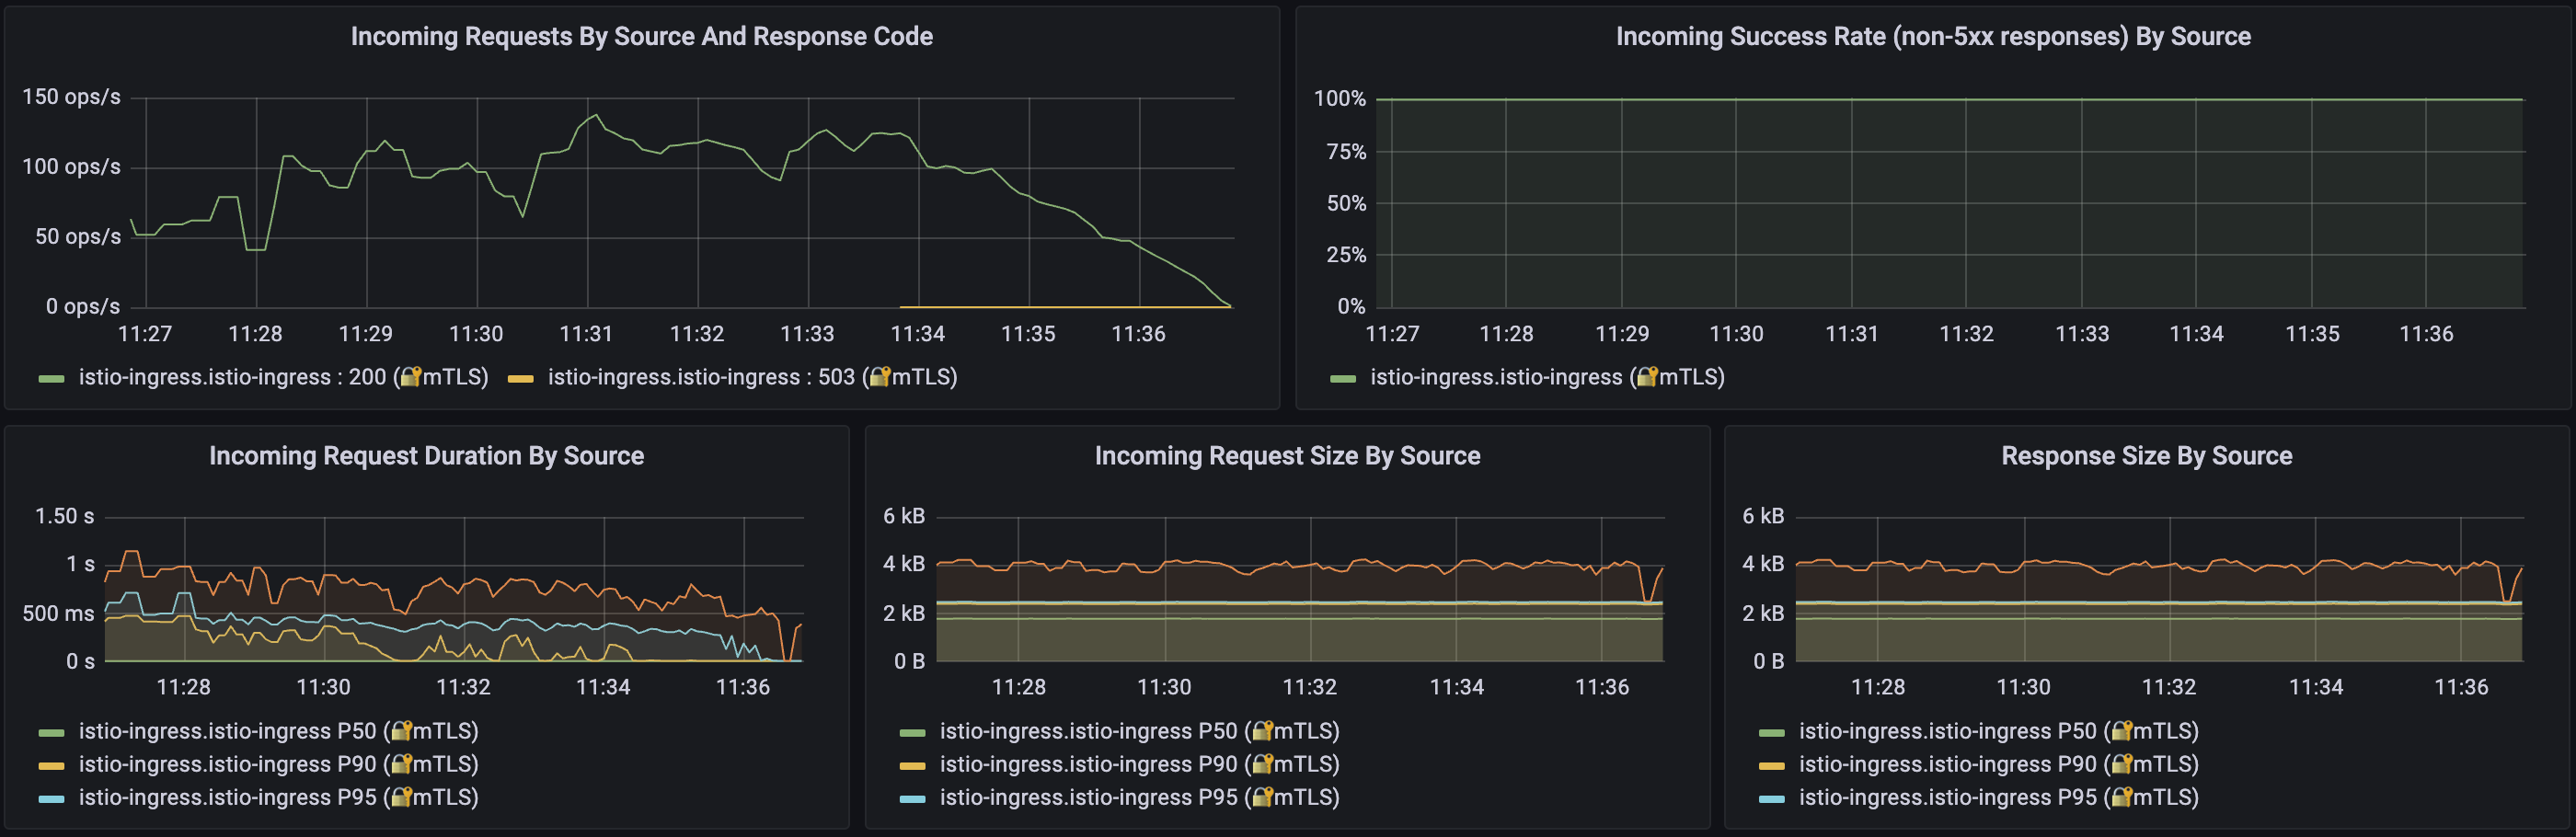 Incoming Requests By Source And Response Code
150 ops/s
100 ops/s
50 ops/s
0 ops/s
11:27 11:28 11:29 11:30 11:31 11:32 11:33 11:34 11:35 11:36
istio-ingress.istio-ingress : 200 (🔐mTLS) istio-ingress.istio-ingress : 503 (🔐mTLS)
Incoming Success Rate (non-5xx responses) By Source
100%
75%
50%
25%
0%
11:27 11:28 11:29 11:30 11:31 11:32 11:33 11:34 11:35 11:36
istio-ingress.istio-ingress (🔐mTLS)
Incoming Request Duration By Source
1.50 s
1 s
500 ms
0 s
11:28 11:30 11:32 11:34 11:36
istio-ingress.istio-ingress P50 (🔐mTLS)
istio-ingress.istio-ingress P90 (🔐mTLS)
istio-ingress.istio-ingress P95 (🔐mTLS)
Incoming Request Size By Source
6 kB
4 kB
2 kB
0 B
11:28 11:30 11:32 11:34 11:36
istio-ingress.istio-ingress P50 (🔐mTLS)
istio-ingress.istio-ingress P90 (🔐mTLS)
istio-ingress.istio-ingress P95 (🔐mTLS)
Response Size By Source
6 kB
4 kB
2 kB
0 B
11:28 11:30 11:32 11:34 11:36
istio-ingress.istio-ingress P50 (🔐mTLS)
istio-ingress.istio-ingress P90 (🔐mTLS)
istio-ingress.istio-ingress P95 (🔐mTLS)